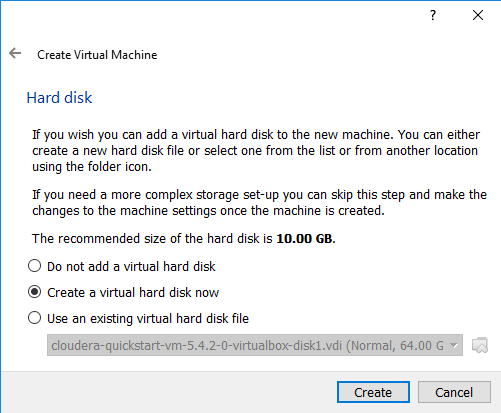 ?
Create Virtual Machine
Hard disk
If you wish you can add a virtual hard disk to the new machine. You can either
create a new hard disk file or select one from the list or from another location
using the folder icon.
If you need a more complex storage set-up you can skip this step and make the
changes to the machine settings once the machine is created.
The recommended size of the hard disk is 10.00 GB.
Do not add a virtual hard disk
Create a virtual hard disk now
Use an existing virtual hard disk file
cloudera-quickstart-vm-5.4.2-0-virtualbox-disk1.vdi (Normal, 64.00 G
Create Cancel